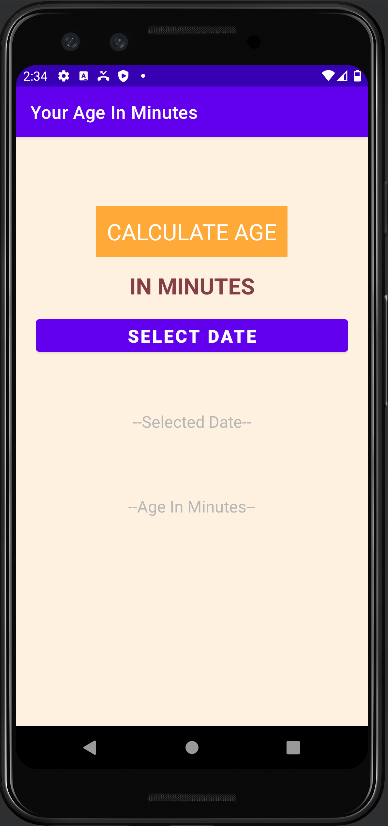 2:34
Your Age In Minutes
CALCULATE AGE
IN MINUTES
SELECT DATE
--Selected Date--
--Age In Minutes--